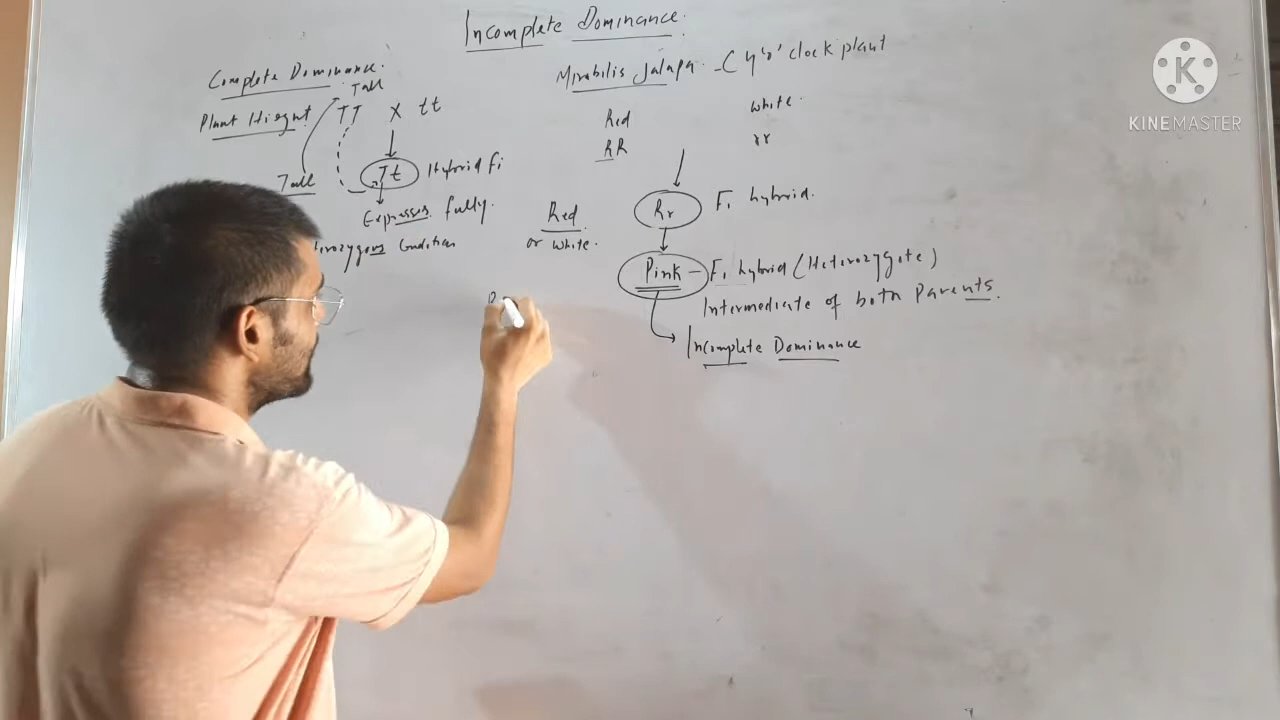 Incomplete Dominance.
Complete Dominance.
Tall
Plant Height TT X tt
Tall
Tt Hybrid F1
Expresses fully.
Condition
Mirabilis Jalapa - (4'o' clock plant
Red white.
RR rr
Rr F1 hybrid.
Red
or white.
Pink - F1 hybrid (Heterozygote)
Intermediate of both Parents.
Incomplete Dominance
K
KINEMASTER